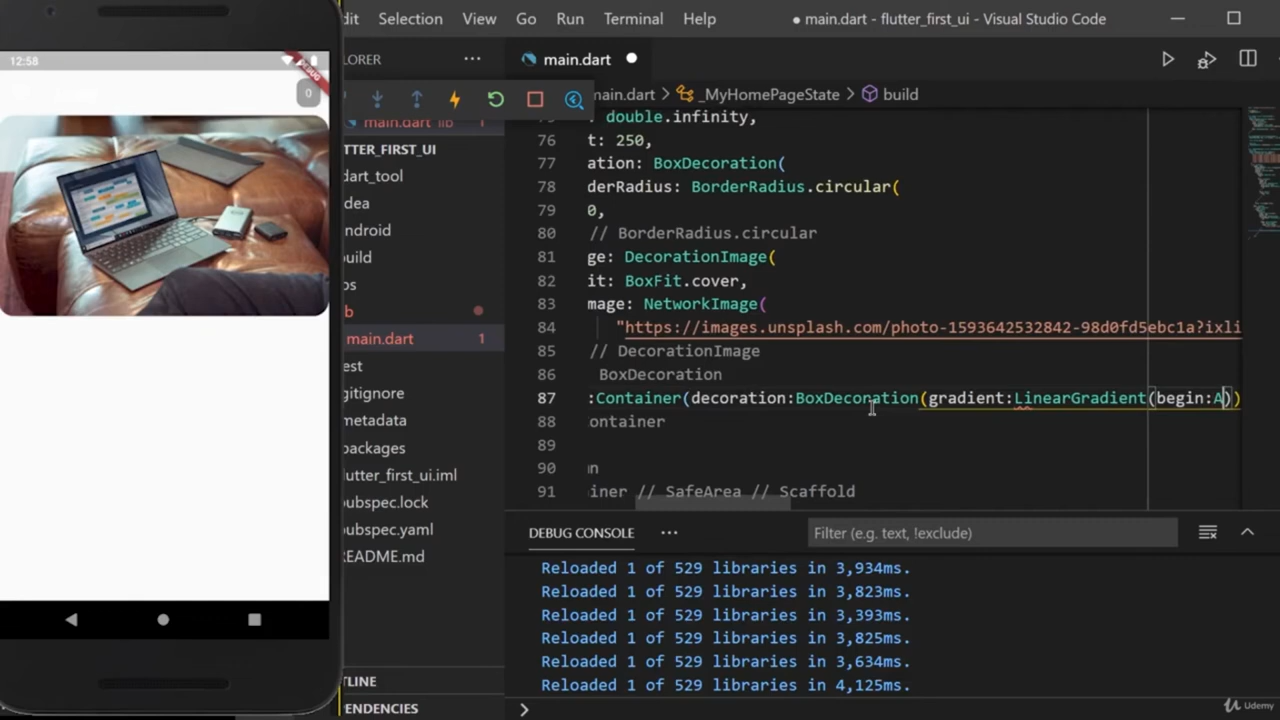 dit Selection View Go Run Terminal Help
● main.dart - flutter_first_ui - Visual Studio Code
12:58
DEBUG
0
LORER ...
main.dart ●
main.dart > _MyHomePageState > build
main.dart lib 1
TTER_FIRST_UI
dart_tool
dea
ndroid
build
os
b
main.dart 1
est
gitignore
metadata
packages
lutter_first_ui.iml
pubspec.lock
pubspec.yaml
README.md
TLINE
PENDENCIES
75 : double.infinity,
76 t: 250,
77 ation: BoxDecoration(
78 derRadius: BorderRadius.circular(
79 0,
80 // BorderRadius.circular
81 ge: DecorationImage(
82 it: BoxFit.cover,
83 mage: NetworkImage(
84 "https://images.unsplash.com/photo-1593642532842-98d0fd5ebc1a?ixli
85 // DecorationImage
86 BoxDecoration
87 :Container(decoration:BoxDecoration(gradient:LinearGradient(begin:A))
88 ontainer
89
90 n
91 iner // SafeArea // Scaffold
DEBUG CONSOLE ...
Filter (e.g. text, !exclude)
Reloaded 1 of 529 libraries in 3,934ms.
Reloaded 1 of 529 libraries in 3,823ms.
Reloaded 1 of 529 libraries in 3,393ms.
Reloaded 1 of 529 libraries in 3,825ms.
Reloaded 1 of 529 libraries in 3,634ms.
Reloaded 1 of 529 libraries in 4,125ms.
>
Udemy